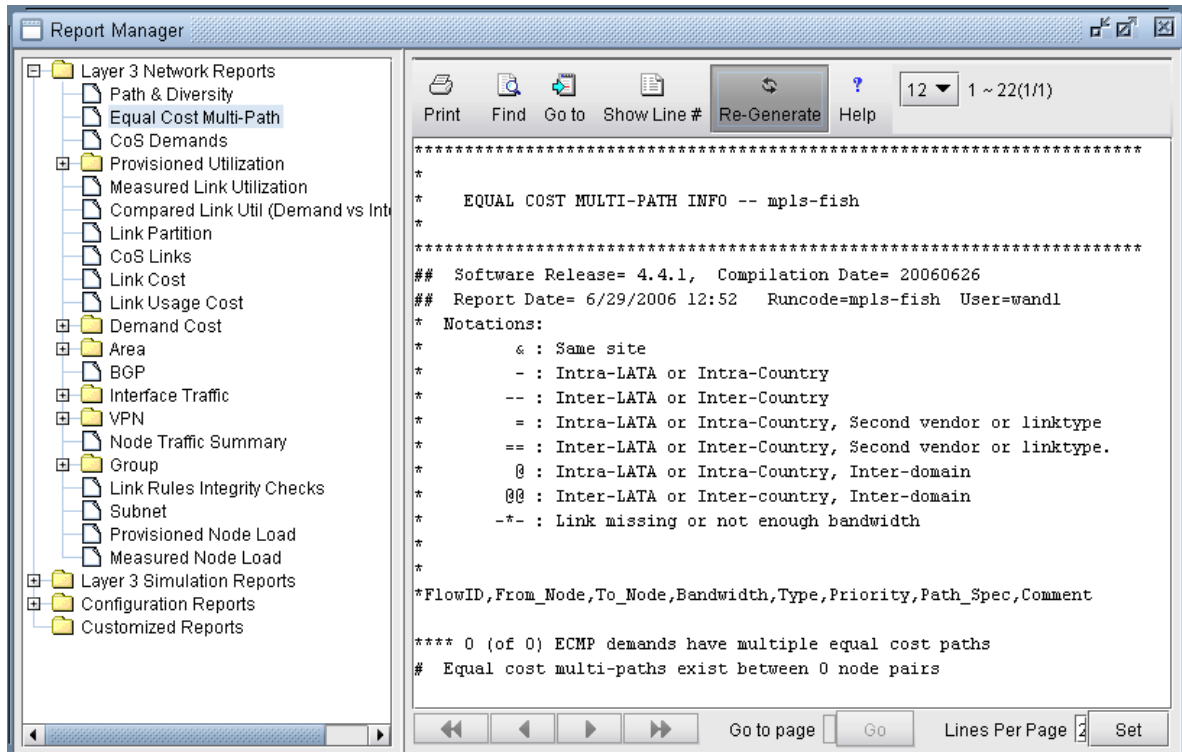 Report Manager
Layer 3 Network Reports
Path & Diversity
Equal Cost Multi-Path
CoS Demands
Provisioned Utilization
Measured Link Utilization
Compared Link Util (Demand vs Int
Link Partition
CoS Links
Link Cost
Link Usage Cost
Demand Cost
Area
BGP
Interface Traffic
VPN
Node Traffic Summary
Group
Link Rules Integrity Checks
Subnet
Provisioned Node Load
Measured Node Load
Layer 3 Simulation Reports
Configuration Reports
Customized Reports
Print Find Go to Show Line # Re-Generate Help 12 1 ~ 22(1/1)
************************************************************************
*
* EQUAL COST MULTI-PATH INFO -- mpls-fish
*
************************************************************************
## Software Release= 4.4.1, Compilation Date= 20060626
## Report Date= 6/29/2006 12:52 Runcode=mpls-fish User=wandl
* Notations:
* & : Same site
* - : Intra-LATA or Intra-Country
* -- : Inter-LATA or Inter-Country
* = : Intra-LATA or Intra-Country, Second vendor or linktype
* == : Inter-LATA or Inter-Country, Second vendor or linktype.
* @ : Intra-LATA or Intra-Country, Inter-domain
* @@ : Inter-LATA or Inter-country, Inter-domain
* -*- : Link missing or not enough bandwidth
*
*
*FlowID,From_Node,To_Node,Bandwidth,Type,Priority,Path_Spec,Comment
**** 0 (of 0) ECMP demands have multiple equal cost paths
# Equal cost multi-paths exist between 0 node pairs
Go to page Go Lines Per Page Set